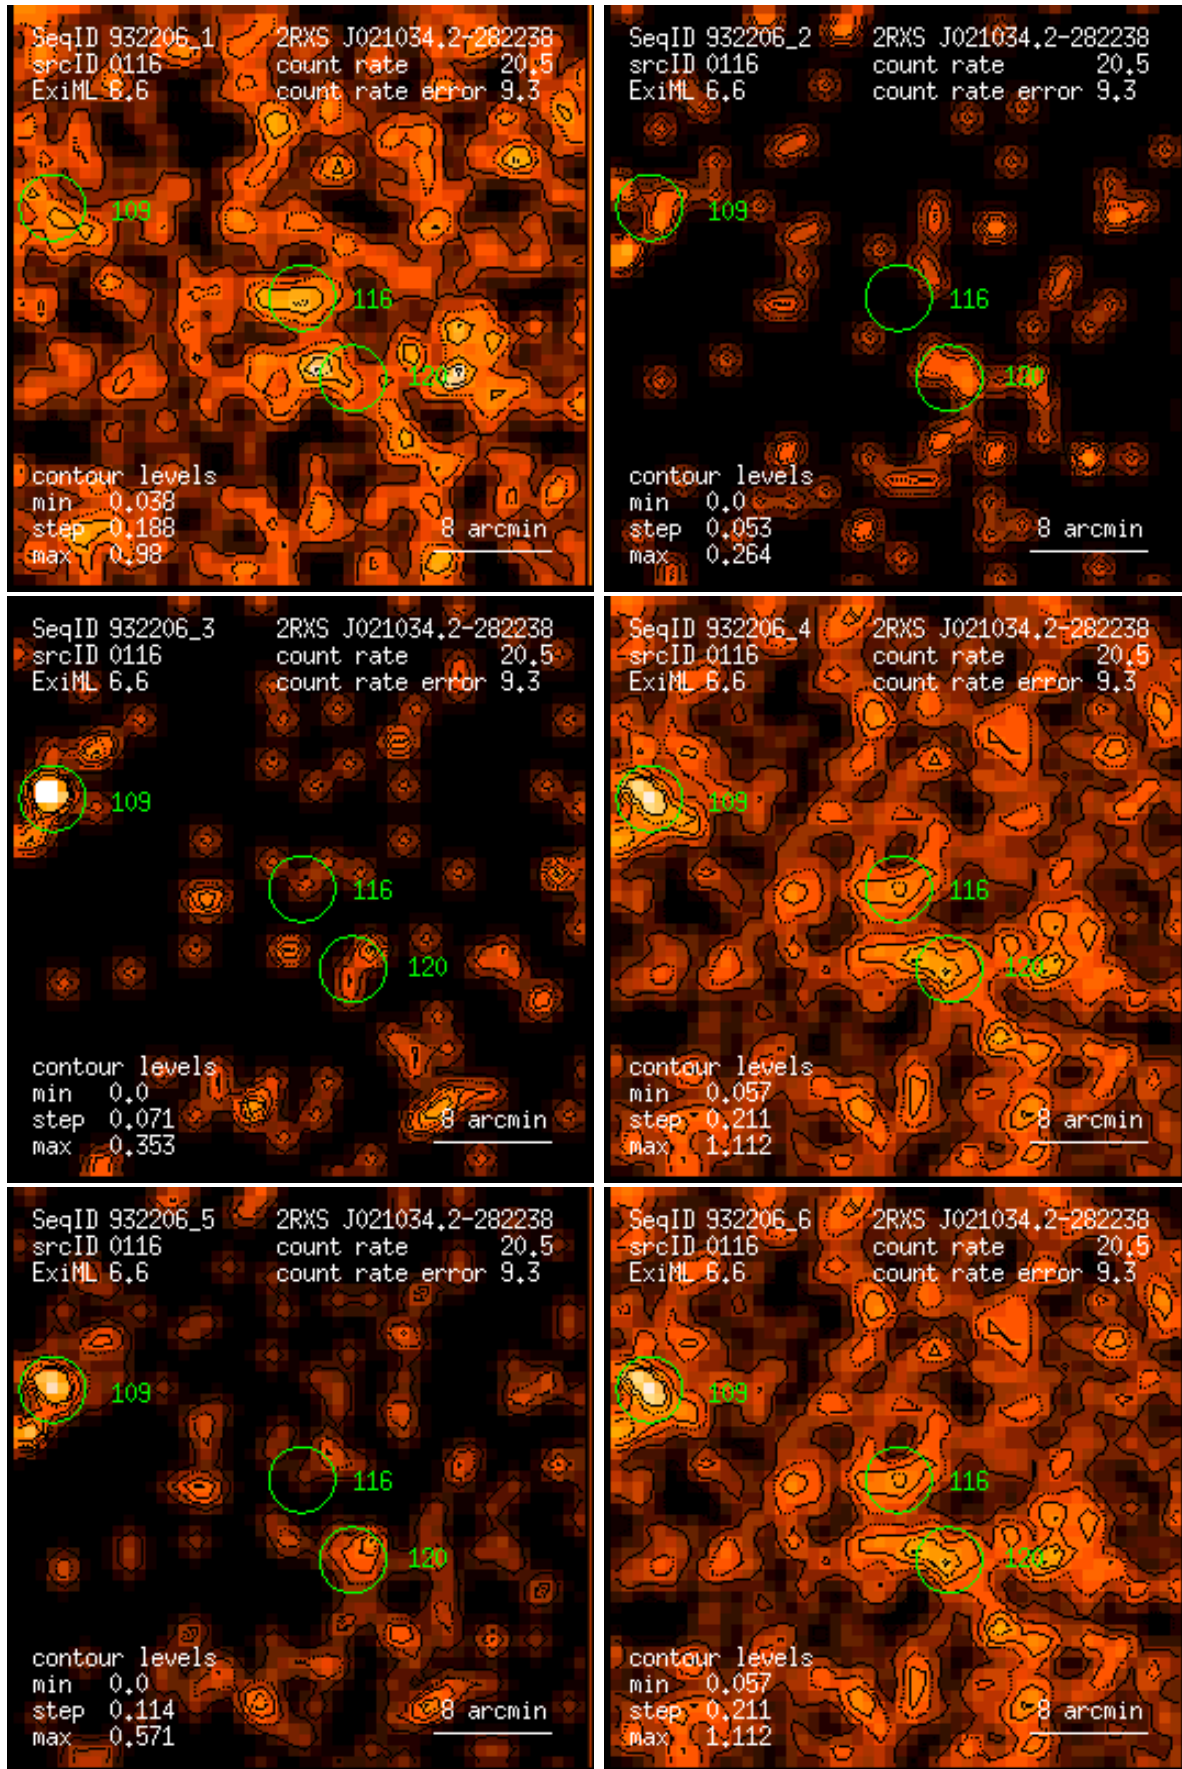 SeqID 932206_1 2RXS J021034.2-282238
srcID 0116 count rate 20.5
ExiML 6.6 count rate error 9.3
109
116
120
contour levels
min 0.038
step 0.188 8 arcmin
max 0.98
SeqID 932206_2 2RXS J021034.2-282238
srcID 0116 count rate 20.5
ExiML 6.6 count rate error 9.3
109
116
120
contour levels
min 0.0
step 0.053 8 arcmin
max 0.264
SeqID 932206_3 2RXS J021034.2-282238
srcID 0116 count rate 20.5
ExiML 6.6 count rate error 9.3
109
116
120
contour levels
min 0.0
step 0.071 8 arcmin
max 0.353
SeqID 932206_4 2RXS J021034.2-282238
srcID 0116 count rate 20.5
ExiML 6.6 count rate error 9.3
109
116
120
contour levels
min 0.057
step 0.211 8 arcmin
max 1.112
SeqID 932206_5 2RXS J021034.2-282238
srcID 0116 count rate 20.5
ExiML 6.6 count rate error 9.3
109
116
120
contour levels
min 0.0
step 0.114 8 arcmin
max 0.571
SeqID 932206_6 2RXS J021034.2-282238
srcID 0116 count rate 20.5
ExiML 6.6 count rate error 9.3
109
116
120
contour levels
min 0.057
step 0.211 8 arcmin
max 1.112